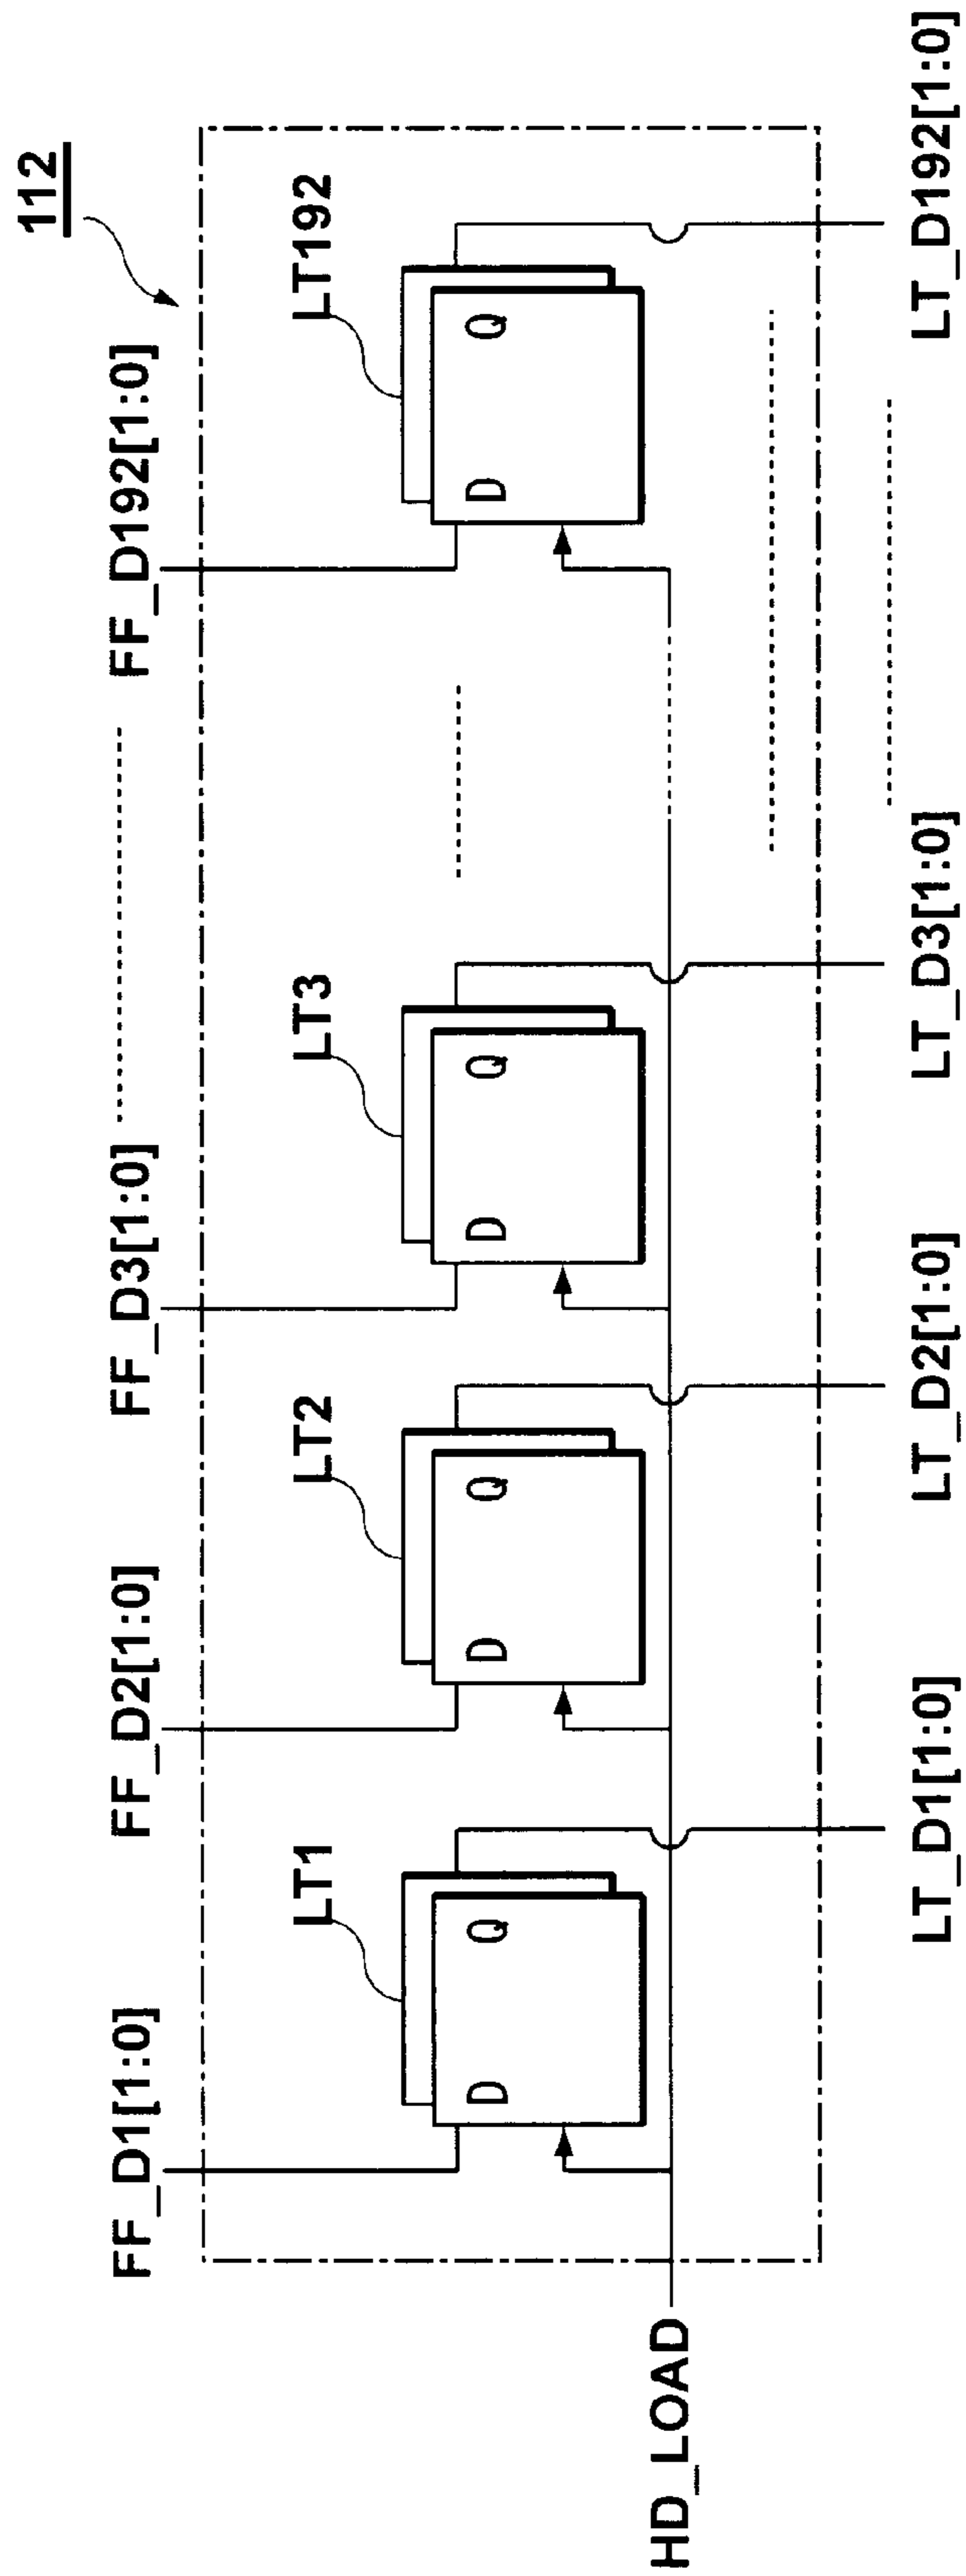 112
FF_D1[1:0]
FF_D2[1:0]
FF_D3[1:0]
FF_D192[1:0]
LT1
LT2
LT3
LT192
D
Q
D
Q
D
Q
D
Q
HD_LOAD
LT_D1[1:0]
LT_D2[1:0]
LT_D3[1:0]
LT_D192[1:0]